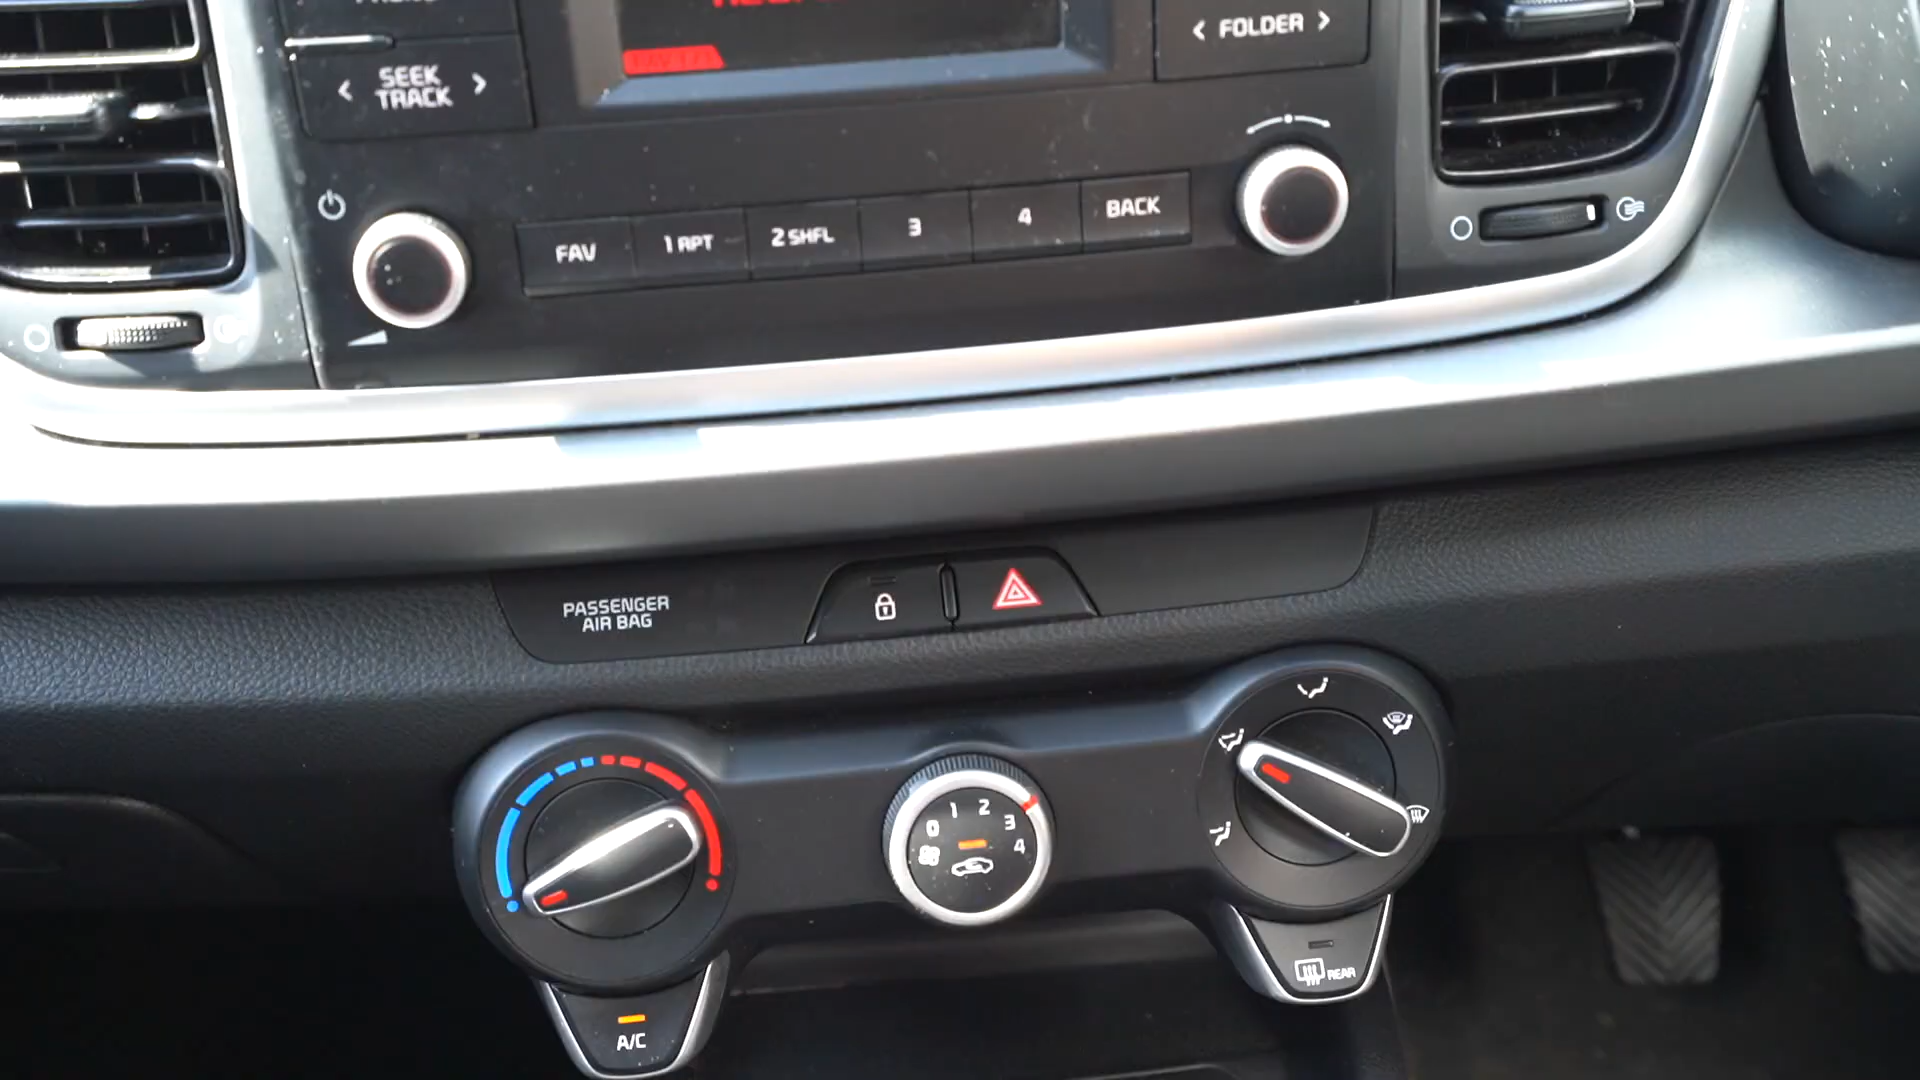 FOLDER
SEEK
TRACK
FAV
1 RPT
2 SHFL
3
4
BACK
PASSENGER
AIR BAG
0 1 2 3 4
A/C
REAR